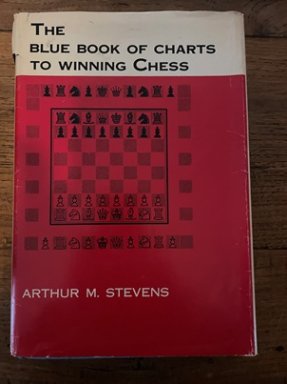 THE
BLUE BOOK OF CHARTS
TO WINNING CHESS
ARTHUR M. STEVENS